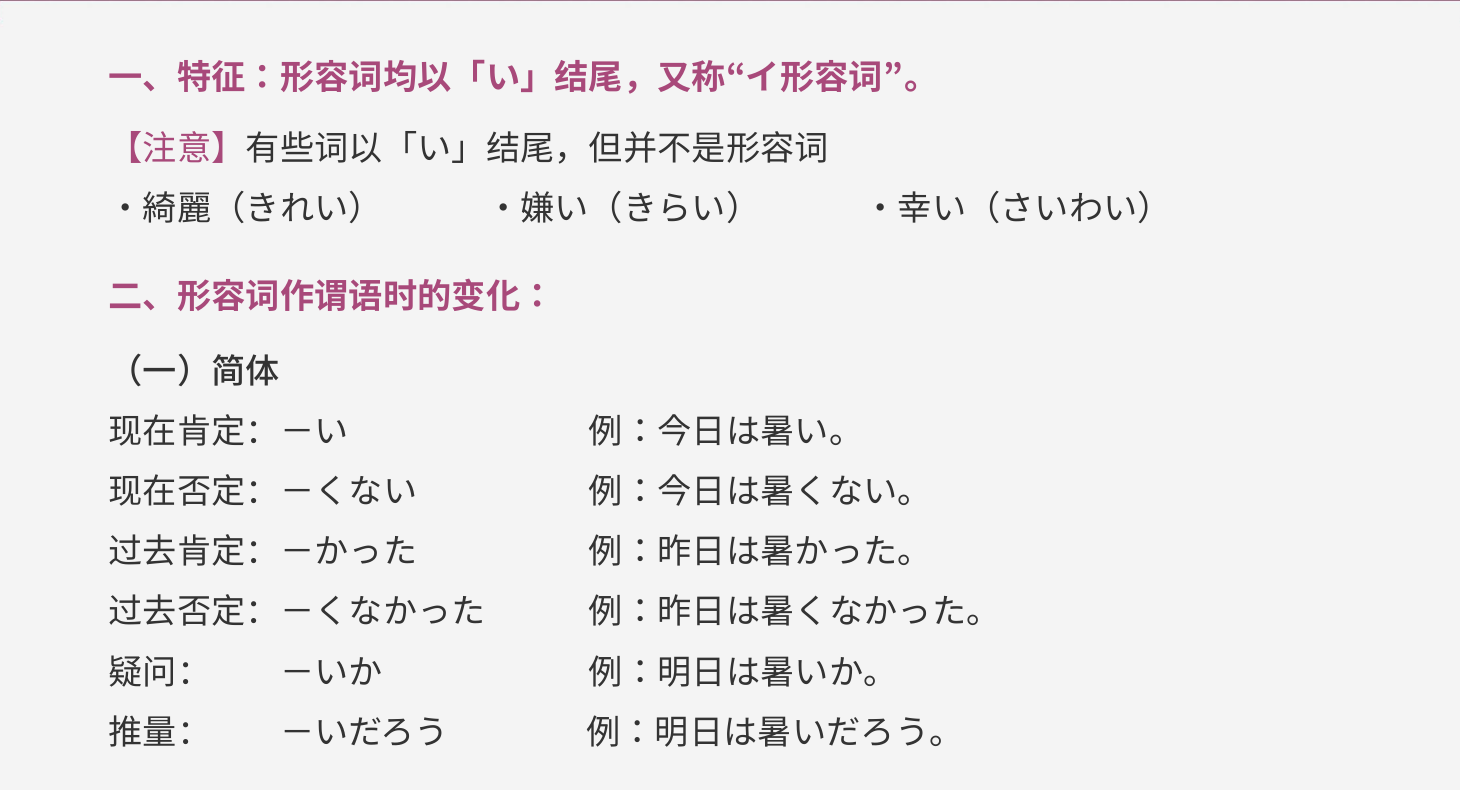 一、特征：形容词均以「い」结尾，又称“イ形容词”。
【注意】有些词以「い」结尾，但并不是形容词
・綺麗（きれい） ・嫌い（きらい） ・幸い（さいわい）
二、形容词作谓语时的变化：
（一）简体
现在肯定：－い 例：今日は暑い。
现在否定：－くない 例：今日は暑くない。
过去肯定：－かった 例：昨日は暑かった。
过去否定：－くなかった 例：昨日は暑くなかった。
疑问： －いか 例：明日は暑いか。
推量： －いだろう 例：明日は暑いだろう。